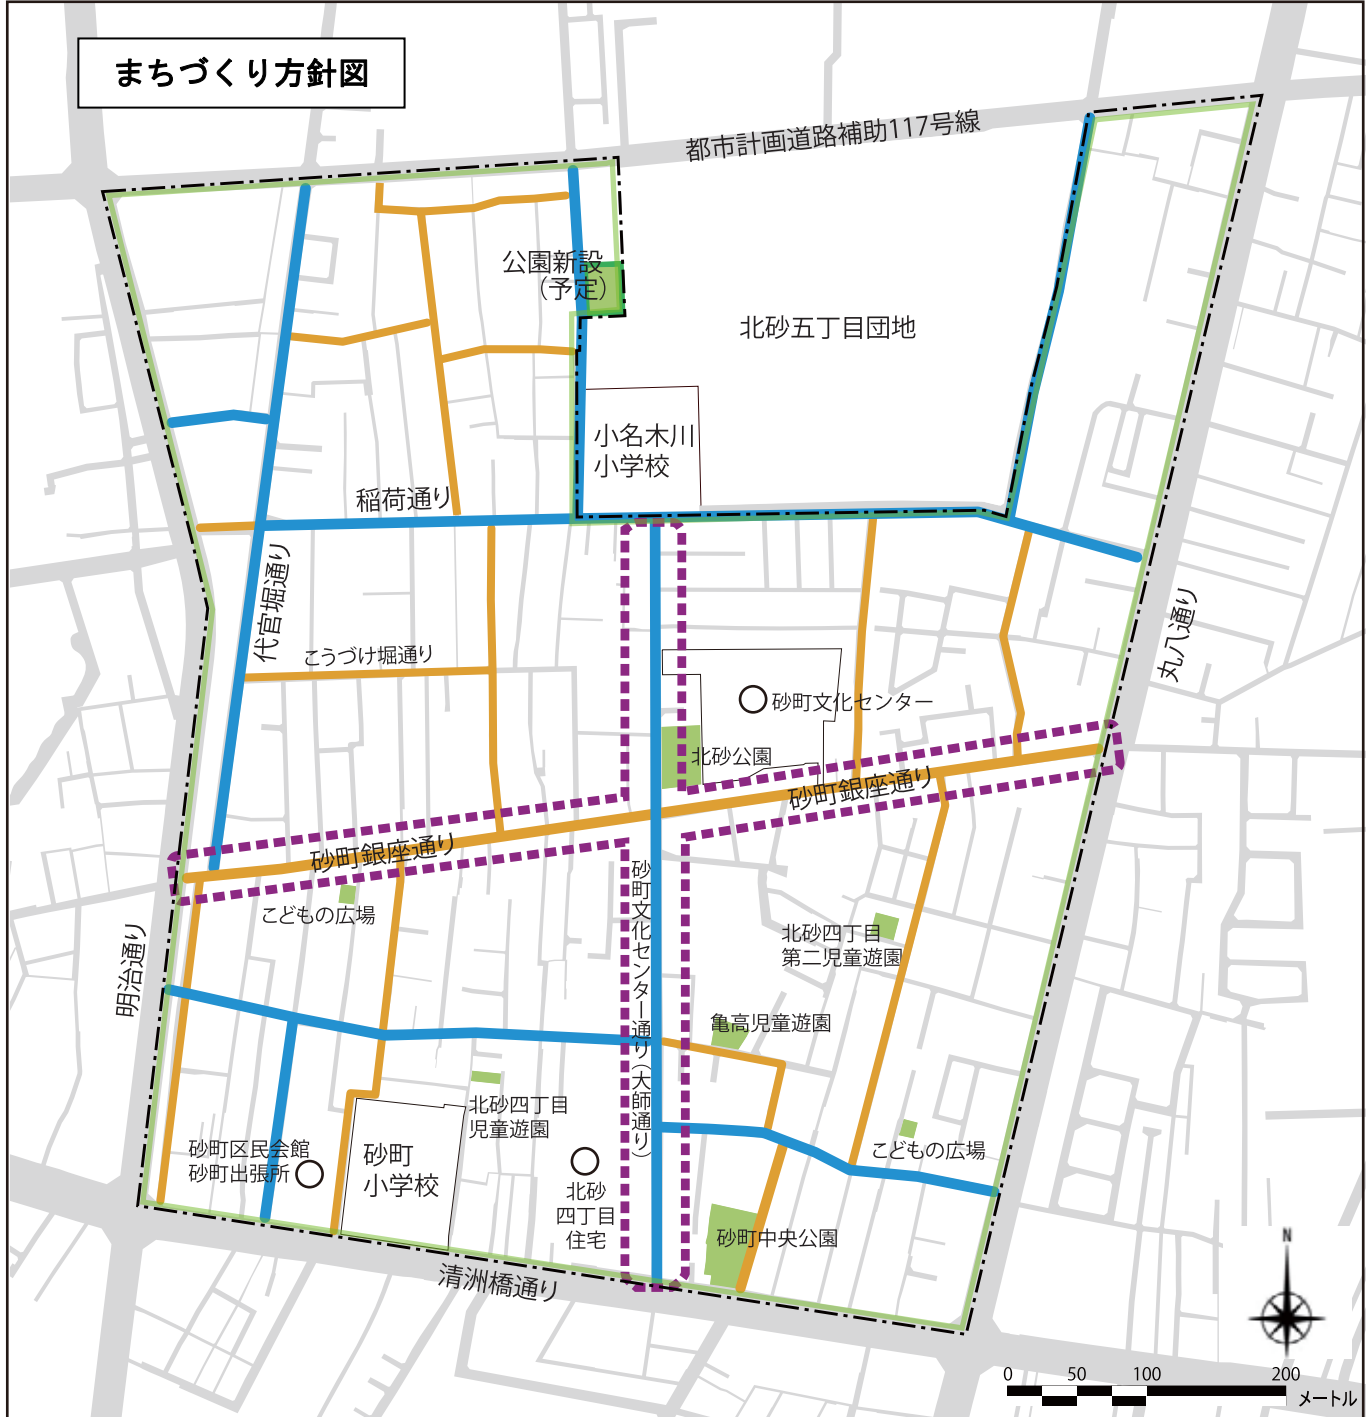 まちづくり方針図
都市計画道路補助117号線
公園新設
（予定）
北砂五丁目団地
小名木川
小学校
稲荷通り
代官堀通り
こうづけ堀通り
丸八通り
砂町文化センター
北砂公園
砂町銀座通り
砂町銀座通り
こどもの広場
砂町文化センター通り（大師通り）
明治通り
北砂四丁目
第二児童遊園
亀高児童遊園
北砂四丁目
児童遊園
こどもの広場
砂町区民会館
砂町出張所
砂町
小学校
北砂
四丁目
住宅
砂町中央公園
清洲橋通り
N
0 50 100 200
メートル